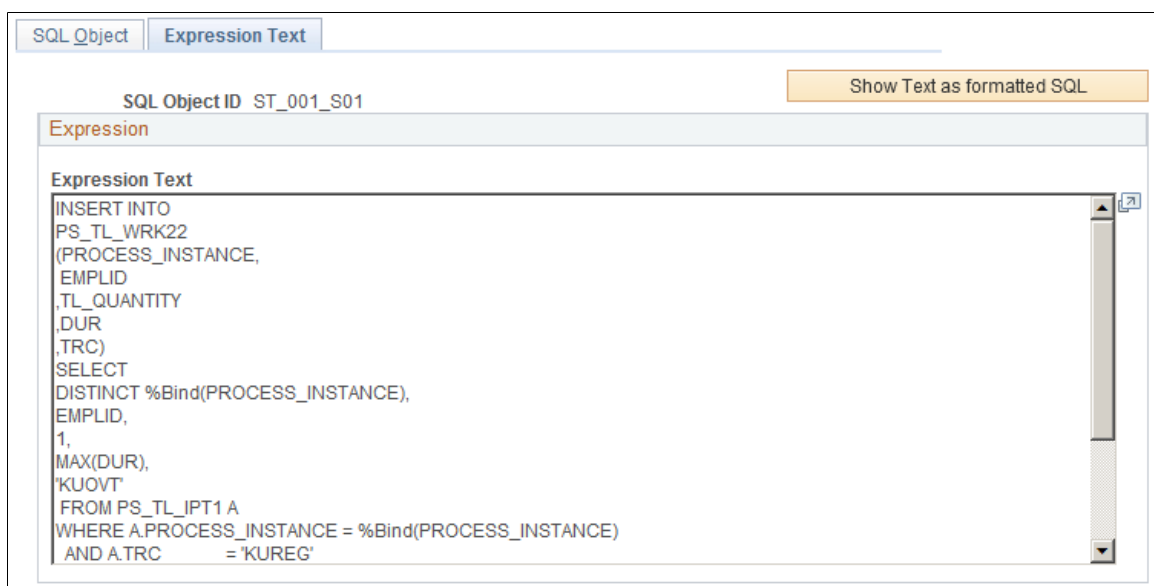 SQL Object Expression Text
Show Text as formatted SQL
SQL Object ID ST_001_S01
Expression
Expression Text
INSERT INTO
PS_TL_WRK22
(PROCESS_INSTANCE,
EMPLID
,TL_QUANTITY
,DUR
,TRC)
SELECT
DISTINCT %Bind(PROCESS_INSTANCE),
EMPLID,
1,
MAX(DUR),
'KUOVT'
FROM PS_TL_IPT1 A
WHERE A.PROCESS_INSTANCE = %Bind(PROCESS_INSTANCE)
AND A.TRC = 'KUREG'